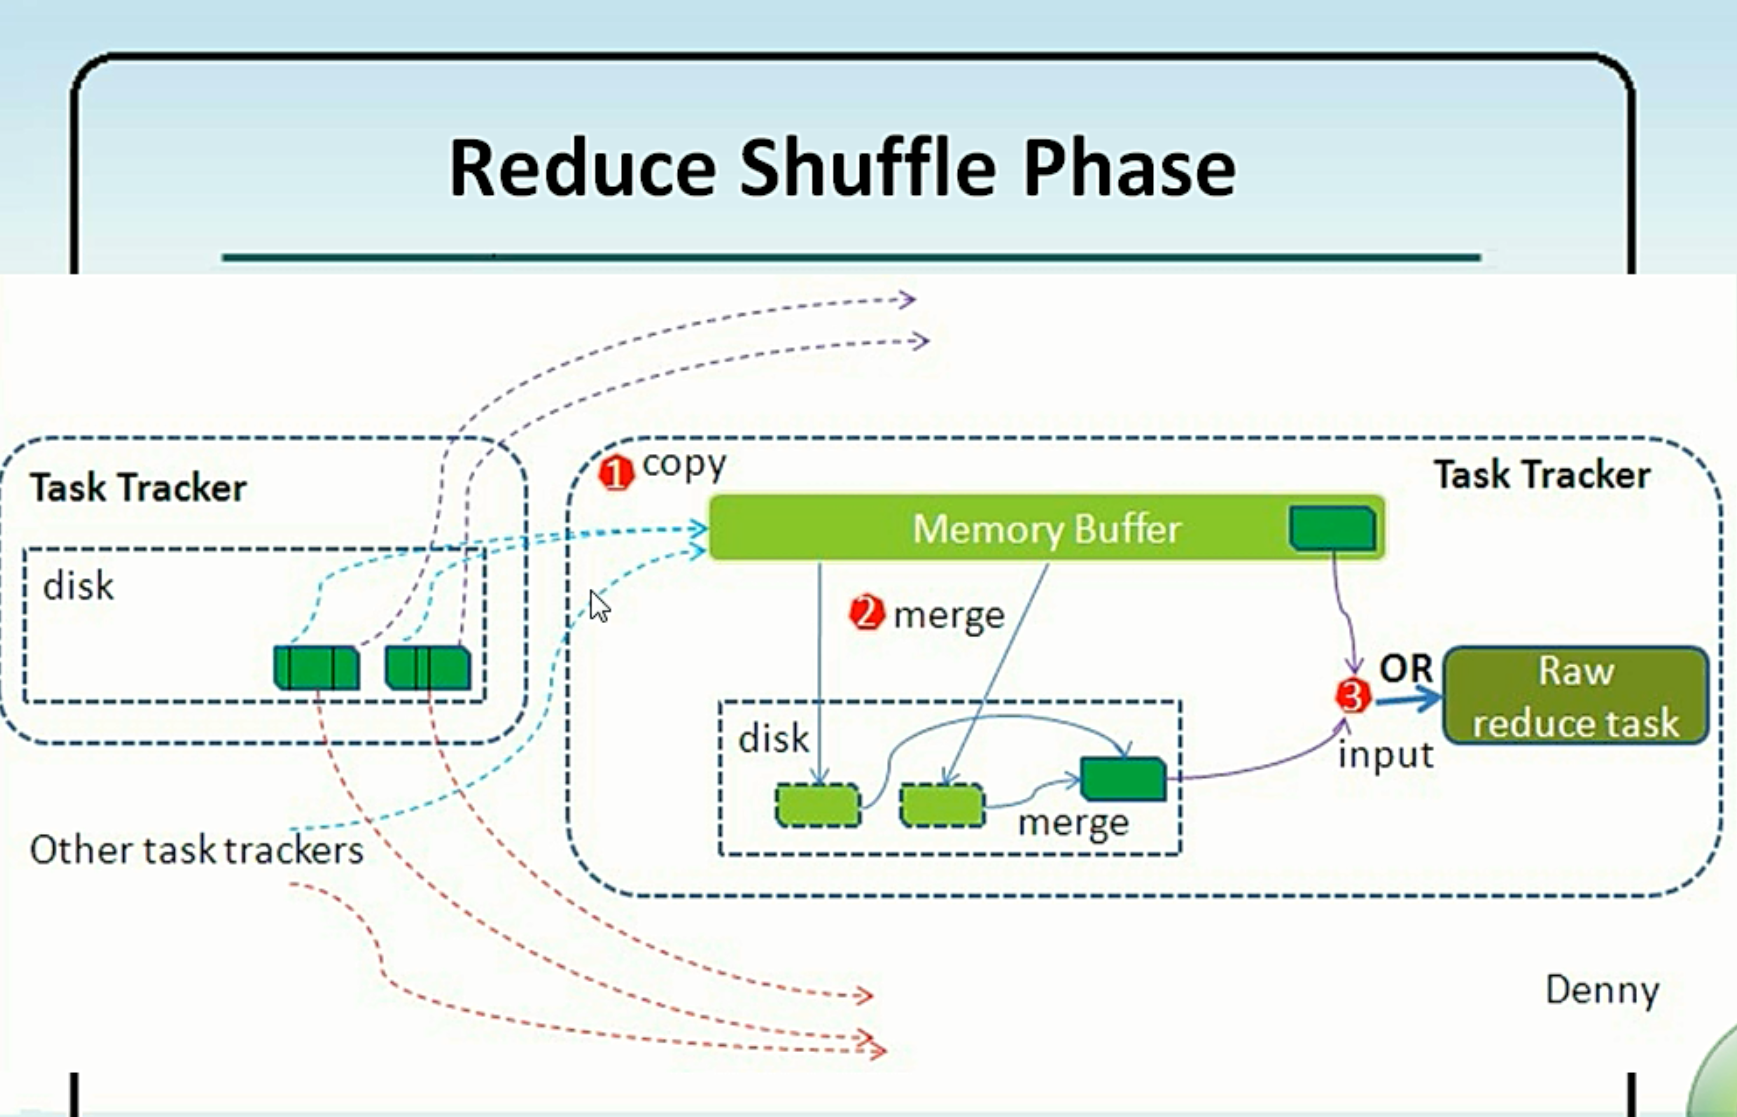 Reduce Shuffle Phase
Task Tracker
disk
Other task trackers
1 copy
Memory Buffer
Task Tracker
2 merge
disk
merge
3
OR
input
Raw
reduce task
Denny